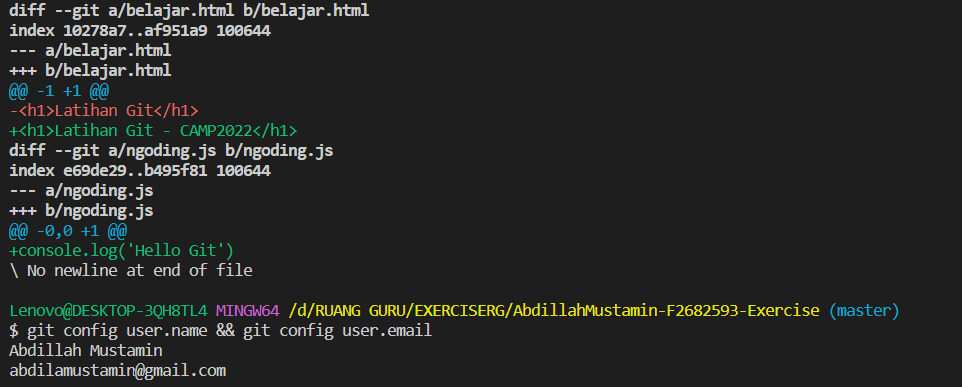 diff --git a/belajar.html b/belajar.html
index 10278a7..af951a9 100644
--- a/belajar.html
+++ b/belajar.html
@@ -1 +1 @@
-<h1>Latihan Git</h1>
+<h1>Latihan Git - CAMP2022</h1>
diff --git a/ngoding.js b/ngoding.js
index e69de29..b495f81 100644
--- a/ngoding.js
+++ b/ngoding.js
@@ -0,0 +1 @@
+console.log('Hello Git')
\ No newline at end of file
Lenovo@DESKTOP-3QH8TL4 MINGW64 /d/RUANG GURU/EXERCISERG/AbdillahMustamin-F2682593-Exercise (master)
$ git config user.name && git config user.email
Abdillah Mustamin
abdilamustamin@gmail.com